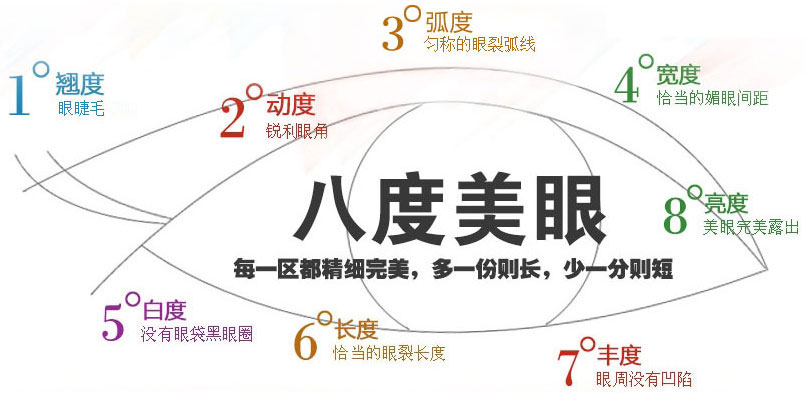 1° 翘度
眼睫毛
2° 动度
锐利眼角
3° 弧度
匀称的眼裂弧线
4° 宽度
恰当的媚眼间距
八度美眼
每一区都精细完美，多一份则长，少一分则短
8° 亮度
美眼完美露出
5° 白度
没有眼袋黑眼圈
6° 长度
恰当的眼裂长度
7° 丰度
眼周没有凹陷